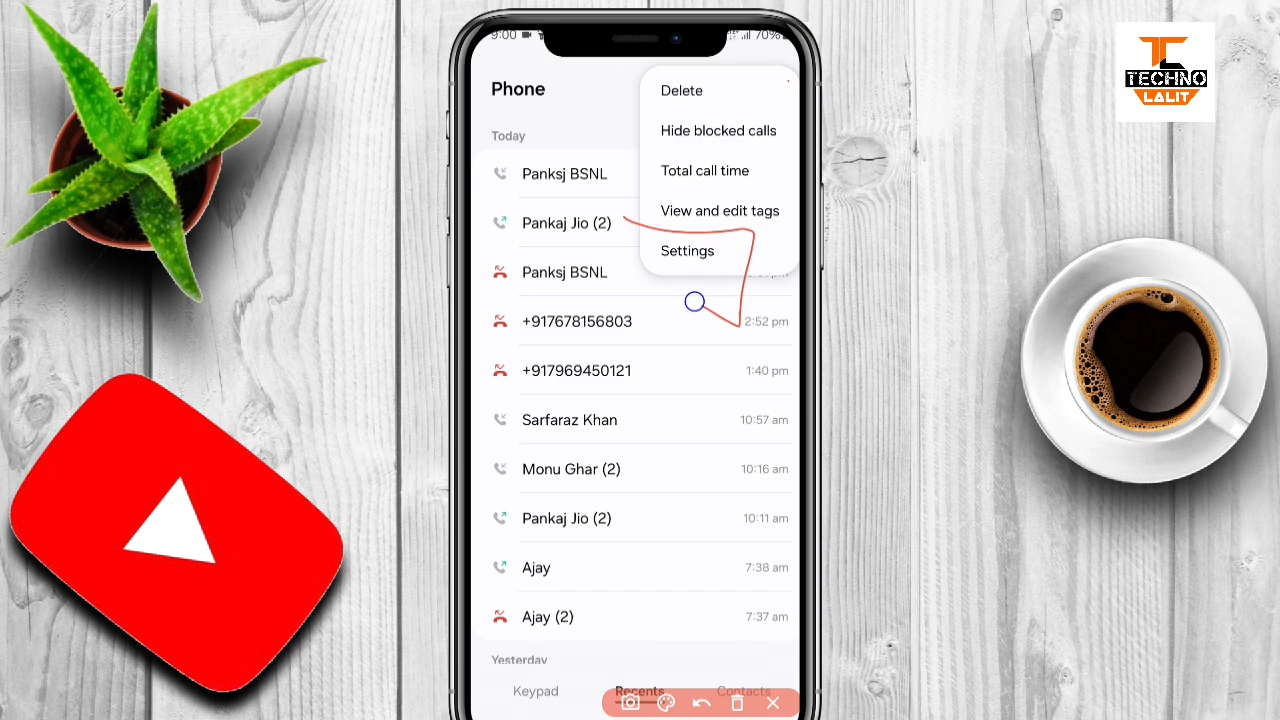 9:00
70%
TECHNO
LALIT
Phone
Delete
Hide blocked calls
Total call time
View and edit tags
Settings
Today
Panksj BSNL
Pankaj Jio (2)
Panksj BSNL
+917678156803 2:52 pm
+917969450121 1:40 pm
Sarfaraz Khan 10:57 am
Monu Ghar (2) 10:16 am
Pankaj Jio (2) 10:11 am
Ajay 7:38 am
Ajay (2) 7:37 am
Yesterday
Keypad Recents Contacts